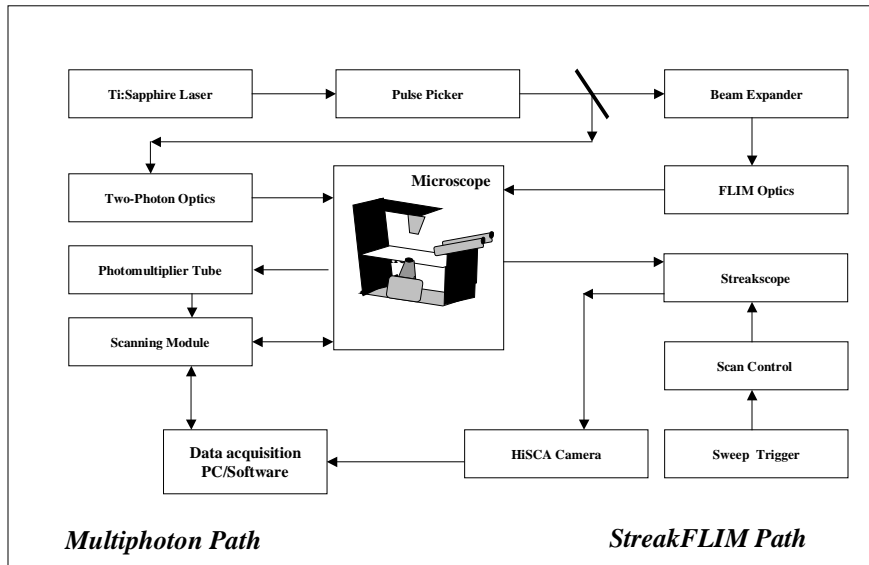 Ti:Sapphire Laser
Pulse Picker
Beam Expander
Two-Photon Optics
Microscope
FLIM Optics
Photomultiplier Tube
Streakscope
Scanning Module
Scan Control
Data acquisition
PC/Software
HiSCA Camera
Sweep Trigger
Multiphoton Path
StreakFLIM Path